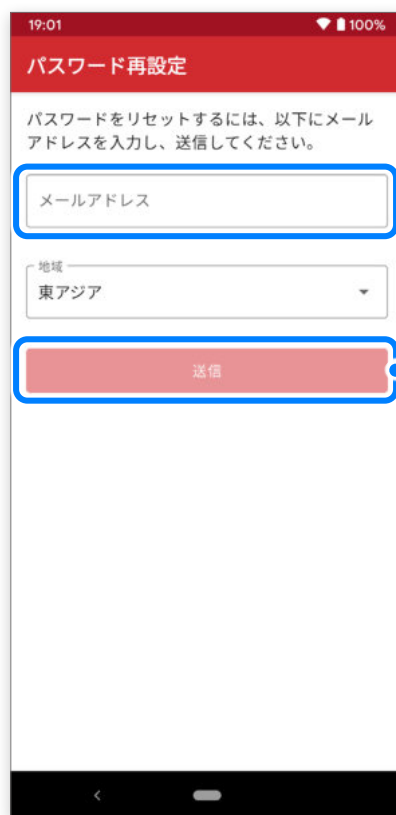 19:01 100%
パスワード再設定
パスワードをリセットするには、以下にメール
アドレスを入力し、送信してください。
メールアドレス
地域
東アジア
送信